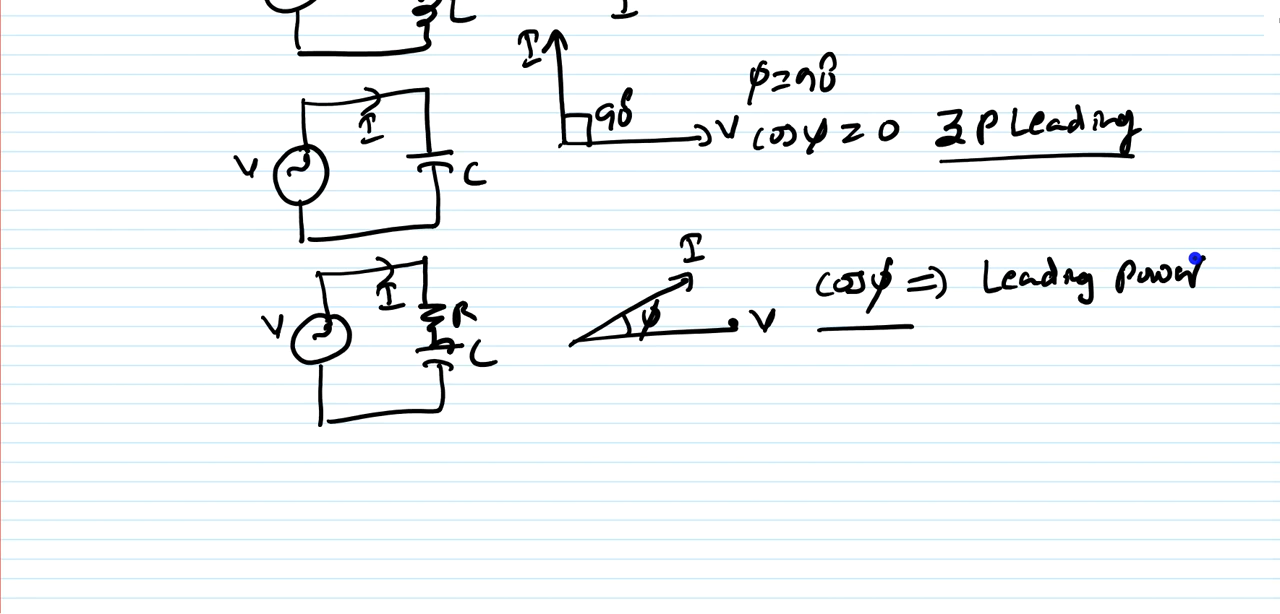 L
I
I
90°
V
φ=90°
cosφ = 0 ZP Leading
I
V
C
I
V
R
C
I
φ
V
cosφ ⇒ Leading Power